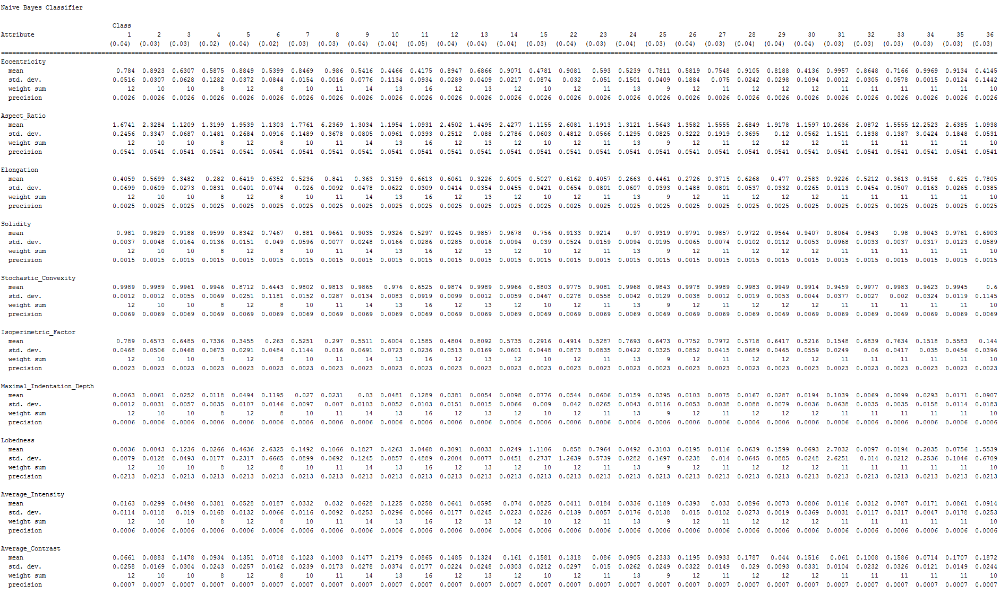 Naive Bayes Classifier
Class
Attribute 1 2 3 4 5 6 7 8 9 10 11 12 13 14 15 22 23 24 25 26 27 28 29 30 31 32 33 34 35 36
(0.04) (0.03) (0.03) (0.02) (0.04) (0.02) (0.03) (0.03) (0.04) (0.04) (0.05) (0.04) (0.04) (0.04) (0.03) (0.04) (0.03) (0.04) (0.03) (0.04) (0.03) (0.04) (0.04) (0.04) (0.03) (0.03) (0.03) (0.03) (0.03) (0.03)
==========
Eccentricity
mean 0.784 0.8923 0.6307 0.5875 0.8849 0.5399 0.8469 0.986 0.5416 0.4466 0.4175 0.8947 0.6866 0.9071 0.4781 0.9081 0.593 0.5239 0.7811 0.5819 0.7548 0.9105 0.8188 0.4136 0.9957 0.8648 0.7166 0.9969 0.9134 0.4145
std. dev. 0.0516 0.0307 0.0628 0.1282 0.0372 0.0844 0.0154 0.0016 0.0776 0.1134 0.0934 0.0289 0.0409 0.0217 0.0874 0.032 0.051 0.1501 0.0409 0.1884 0.075 0.0242 0.0298 0.1094 0.0012 0.0305 0.0578 0.0015 0.0124 0.1442
weight sum 12 10 10 8 12 8 10 11 14 13 16 12 13 12 10 12 11 13 9 12 11 12 12 12 11 11 11 11 11 10
precision 0.0026 0.0026 0.0026 0.0026 0.0026 0.0026 0.0026 0.0026 0.0026 0.0026 0.0026 0.0026 0.0026 0.0026 0.0026 0.0026 0.0026 0.0026 0.0026 0.0026 0.0026 0.0026 0.0026 0.0026 0.0026 0.0026 0.0026 0.0026 0.0026 0.0026
Aspect_Ratio
mean 1.6741 2.3284 1.1209 1.3199 1.9539 1.1303 1.7761 6.2369 1.3034 1.1954 1.0931 2.4502 1.4495 2.4277 1.1155 2.6081 1.1913 1.3121 1.5643 1.3582 1.5555 2.6849 1.9178 1.1597 10.2636 2.0872 1.5555 12.2523 2.6385 1.0938
std. dev. 0.2456 0.3347 0.0687 0.1481 0.2684 0.0916 0.1489 0.3678 0.0805 0.0961 0.0393 0.2512 0.088 0.2786 0.0603 0.4812 0.0566 0.1295 0.0825 0.3222 0.1919 0.3695 0.12 0.0562 1.1511 0.1838 0.1387 3.0424 0.1848 0.0531
weight sum 12 10 10 8 12 8 10 11 14 13 16 12 13 12 10 12 11 13 9 12 11 12 12 12 11 11 11 11 11 10
precision 0.0541 0.0541 0.0541 0.0541 0.0541 0.0541 0.0541 0.0541 0.0541 0.0541 0.0541 0.0541 0.0541 0.0541 0.0541 0.0541 0.0541 0.0541 0.0541 0.0541 0.0541 0.0541 0.0541 0.0541 0.0541 0.0541 0.0541 0.0541 0.0541 0.0541
Elongation
mean 0.4059 0.5699 0.3482 0.282 0.6419 0.6352 0.5236 0.841 0.363 0.3159 0.6613 0.6061 0.3226 0.6005 0.5027 0.6162 0.4057 0.2663 0.4461 0.2726 0.3715 0.6268 0.477 0.2583 0.9226 0.5212 0.3613 0.9158 0.625 0.7805
std. dev. 0.0699 0.0609 0.0273 0.0831 0.0401 0.0744 0.026 0.0092 0.0478 0.0622 0.0309 0.0414 0.0354 0.0455 0.0421 0.0654 0.0801 0.0607 0.0393 0.1488 0.0801 0.0537 0.0332 0.0265 0.0113 0.0454 0.0507 0.0163 0.0265 0.0385
weight sum 12 10 10 8 12 8 10 11 14 13 16 12 13 12 10 12 11 13 9 12 11 12 12 12 11 11 11 11 11 10
precision 0.0025 0.0025 0.0025 0.0025 0.0025 0.0025 0.0025 0.0025 0.0025 0.0025 0.0025 0.0025 0.0025 0.0025 0.0025 0.0025 0.0025 0.0025 0.0025 0.0025 0.0025 0.0025 0.0025 0.0025 0.0025 0.0025 0.0025 0.0025 0.0025 0.0025
Solidity
mean 0.981 0.9829 0.9188 0.9599 0.8342 0.7467 0.881 0.9661 0.9035 0.9326 0.5297 0.9245 0.9857 0.9678 0.756 0.9133 0.9214 0.97 0.9319 0.9791 0.9857 0.9722 0.9564 0.9407 0.8064 0.9843 0.98 0.9043 0.9761 0.6903
std. dev. 0.0037 0.0048 0.0164 0.0136 0.0151 0.049 0.0596 0.0077 0.0248 0.0166 0.0286 0.0285 0.0016 0.0094 0.039 0.0524 0.0159 0.0094 0.0195 0.0065 0.0074 0.0102 0.0112 0.0053 0.0968 0.0033 0.0037 0.0317 0.0123 0.0589
weight sum 12 10 10 8 12 8 10 11 14 13 16 12 13 12 10 12 11 13 9 12 11 12 12 12 11 11 11 11 11 10
precision 0.0015 0.0015 0.0015 0.0015 0.0015 0.0015 0.0015 0.0015 0.0015 0.0015 0.0015 0.0015 0.0015 0.0015 0.0015 0.0015 0.0015 0.0015 0.0015 0.0015 0.0015 0.0015 0.0015 0.0015 0.0015 0.0015 0.0015 0.0015 0.0015 0.0015
Stochastic_Convexity
mean 0.9989 0.9989 0.9961 0.9946 0.8712 0.6443 0.9802 0.9813 0.9865 0.976 0.6525 0.9874 0.9989 0.9966 0.8803 0.9775 0.9081 0.9968 0.9843 0.9978 0.9989 0.9983 0.9949 0.9914 0.9459 0.9977 0.9983 0.9623 0.9945 0.6
std. dev. 0.0012 0.0012 0.0055 0.0069 0.0251 0.1181 0.0152 0.0287 0.0134 0.0083 0.0919 0.0099 0.0012 0.0059 0.0467 0.0278 0.0558 0.0042 0.0129 0.0038 0.0012 0.0019 0.0053 0.0044 0.0377 0.0027 0.002 0.0324 0.0119 0.1145
weight sum 12 10 10 8 12 8 10 11 14 13 16 12 13 12 10 12 11 13 9 12 11 12 12 12 11 11 11 11 11 10
precision 0.0069 0.0069 0.0069 0.0069 0.0069 0.0069 0.0069 0.0069 0.0069 0.0069 0.0069 0.0069 0.0069 0.0069 0.0069 0.0069 0.0069 0.0069 0.0069 0.0069 0.0069 0.0069 0.0069 0.0069 0.0069 0.0069 0.0069 0.0069 0.0069 0.0069
Isoperimetric_Factor
mean 0.789 0.6573 0.6485 0.7336 0.3455 0.263 0.5251 0.297 0.5511 0.6004 0.1585 0.4804 0.8092 0.5735 0.2916 0.4914 0.5287 0.7693 0.6473 0.7752 0.7972 0.5718 0.6417 0.5216 0.1548 0.6839 0.7634 0.1518 0.5583 0.144
std. dev. 0.0468 0.0506 0.0468 0.0673 0.0291 0.0484 0.1144 0.016 0.0691 0.0723 0.0236 0.0513 0.0169 0.0601 0.0448 0.0873 0.0835 0.0422 0.0325 0.0852 0.0415 0.0689 0.0465 0.0559 0.0249 0.06 0.0417 0.035 0.0456 0.0396
weight sum 12 10 10 8 12 8 10 11 14 13 16 12 13 12 10 12 11 13 9 12 11 12 12 12 11 11 11 11 11 10
precision 0.0023 0.0023 0.0023 0.0023 0.0023 0.0023 0.0023 0.0023 0.0023 0.0023 0.0023 0.0023 0.0023 0.0023 0.0023 0.0023 0.0023 0.0023 0.0023 0.0023 0.0023 0.0023 0.0023 0.0023 0.0023 0.0023 0.0023 0.0023 0.0023 0.0023
Maximal_Indentation_Depth
mean 0.0063 0.0061 0.0252 0.0118 0.0494 0.1195 0.027 0.0231 0.03 0.0481 0.1289 0.0381 0.0054 0.0098 0.0776 0.0544 0.0606 0.0159 0.0395 0.0103 0.0075 0.0167 0.0287 0.0194 0.1039 0.0069 0.0099 0.0293 0.0171 0.0907
std. dev. 0.0012 0.0031 0.0057 0.0035 0.0107 0.0146 0.0097 0.007 0.0103 0.0052 0.0103 0.0151 0.0015 0.0066 0.009 0.042 0.0265 0.0043 0.0116 0.0053 0.0038 0.0088 0.0079 0.0036 0.0638 0.0035 0.0035 0.0158 0.0114 0.0183
weight sum 12 10 10 8 12 8 10 11 14 13 16 12 13 12 10 12 11 13 9 12 11 12 12 12 11 11 11 11 11 10
precision 0.0006 0.0006 0.0006 0.0006 0.0006 0.0006 0.0006 0.0006 0.0006 0.0006 0.0006 0.0006 0.0006 0.0006 0.0006 0.0006 0.0006 0.0006 0.0006 0.0006 0.0006 0.0006 0.0006 0.0006 0.0006 0.0006 0.0006 0.0006 0.0006 0.0006
Lobedness
mean 0.0036 0.0043 0.1236 0.0266 0.4636 2.6325 0.1492 0.1066 0.1827 0.4263 3.0468 0.3091 0.0033 0.0249 1.1106 0.858 0.7964 0.0492 0.3103 0.0195 0.0116 0.0639 0.1599 0.0693 2.7032 0.0097 0.0194 0.2035 0.0756 1.5539
std. dev. 0.0079 0.0128 0.0493 0.0177 0.2317 0.6665 0.0899 0.0692 0.1245 0.0857 0.4889 0.2004 0.0077 0.0451 0.2737 1.2639 0.5739 0.0282 0.1697 0.0238 0.014 0.0645 0.0885 0.0248 2.6251 0.014 0.0212 0.2536 0.1046 0.6709
weight sum 12 10 10 8 12 8 10 11 14 13 16 12 13 12 10 12 11 13 9 12 11 12 12 12 11 11 11 11 11 10
precision 0.0213 0.0213 0.0213 0.0213 0.0213 0.0213 0.0213 0.0213 0.0213 0.0213 0.0213 0.0213 0.0213 0.0213 0.0213 0.0213 0.0213 0.0213 0.0213 0.0213 0.0213 0.0213 0.0213 0.0213 0.0213 0.0213 0.0213 0.0213 0.0213 0.0213
Average_Intensity
mean 0.0163 0.0299 0.0498 0.0381 0.0528 0.0187 0.0332 0.032 0.0628 0.1225 0.0258 0.0641 0.0595 0.074 0.0825 0.0411 0.0184 0.0336 0.1189 0.0393 0.033 0.0896 0.0073 0.0806 0.0116 0.0312 0.0787 0.0171 0.0861 0.0914
std. dev. 0.0114 0.0118 0.019 0.0168 0.0132 0.0066 0.0116 0.0092 0.0253 0.0296 0.0066 0.0177 0.0245 0.0223 0.0226 0.0139 0.0057 0.0176 0.0138 0.015 0.0102 0.0273 0.0019 0.0369 0.0031 0.0117 0.0317 0.0047 0.0178 0.0253
weight sum 12 10 10 8 12 8 10 11 14 13 16 12 13 12 10 12 11 13 9 12 11 12 12 12 11 11 11 11 11 10
precision 0.0006 0.0006 0.0006 0.0006 0.0006 0.0006 0.0006 0.0006 0.0006 0.0006 0.0006 0.0006 0.0006 0.0006 0.0006 0.0006 0.0006 0.0006 0.0006 0.0006 0.0006 0.0006 0.0006 0.0006 0.0006 0.0006 0.0006 0.0006 0.0006 0.0006
Average_Contrast
mean 0.0661 0.0883 0.1478 0.0934 0.1351 0.0718 0.1023 0.1003 0.1477 0.2179 0.0865 0.1485 0.1324 0.161 0.1581 0.1318 0.086 0.0905 0.2333 0.1195 0.0933 0.1787 0.044 0.1516 0.061 0.1008 0.1586 0.0714 0.1707 0.1872
std. dev. 0.0258 0.0169 0.0304 0.0243 0.0257 0.0162 0.0239 0.0173 0.0278 0.0374 0.0177 0.0224 0.0248 0.0303 0.0212 0.0297 0.015 0.0262 0.0249 0.0322 0.0149 0.029 0.0093 0.0331 0.0104 0.0232 0.0326 0.0121 0.0149 0.0244
weight sum 12 10 10 8 12 8 10 11 14 13 16 12 13 12 10 12 11 13 9 12 11 12 12 12 11 11 11 11 11 10
precision 0.0007 0.0007 0.0007 0.0007 0.0007 0.0007 0.0007 0.0007 0.0007 0.0007 0.0007 0.0007 0.0007 0.0007 0.0007 0.0007 0.0007 0.0007 0.0007 0.0007 0.0007 0.0007 0.0007 0.0007 0.0007 0.0007 0.0007 0.0007 0.0007 0.0007